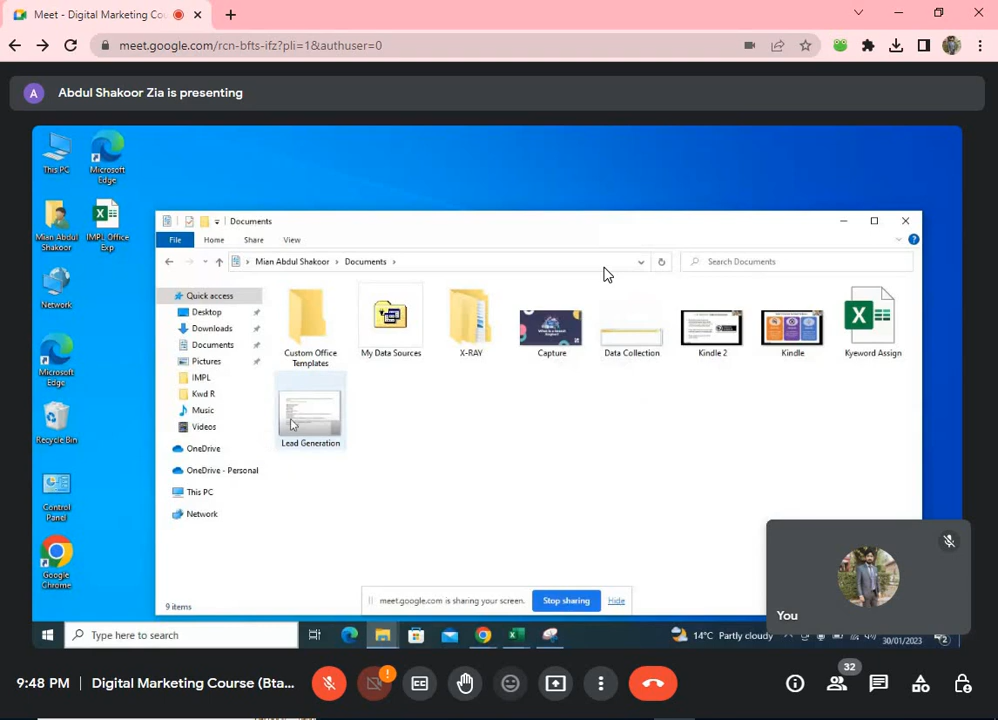 Meet - Digital Marketing Co
meet.google.com/rcn-bfts-ifz?pli=1&authuser=0
A
Abdul Shakoor Zia is presenting
This PC
Microsoft
Edge
Mian Abdul
Shakoor
IMPL Office
Exp
Network
Microsoft
Edge
Recycle Bin
Control
Panel
Google
Chrome
Documents
File
Home
Share
View
Mian Abdul Shakoor
Documents
Search Documents
Quick access
Desktop
Downloads
Documents
Pictures
IMPL
Kwd R
Music
Videos
OneDrive
OneDrive - Personal
This PC
Network
Custom Office
Templates
My Data Sources
X-RAY
Capture
Data Collection
Kindle 2
Kindle
Kyeword Assign
Lead Generation
9 items
meet.google.com is sharing your screen.
Stop sharing
Hide
You
Type here to search
14°C Partly cloudy
30/01/2023
2
9:48 PM
Digital Marketing Course (Bta...
32